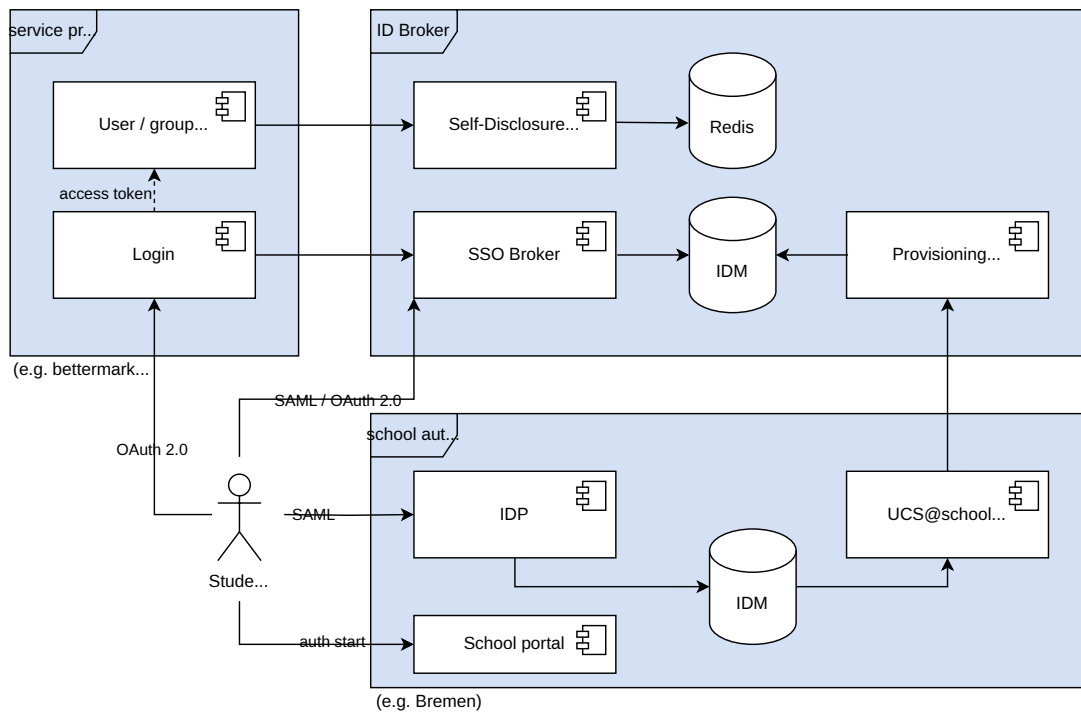 service pr...
ID Broker
User / group...
Self-Disclosure...
Redis
access token
Login
SSO Broker
IDM
Provisioning...
(e.g. bettermark...
SAML / OAuth 2.0
school aut...
OAuth 2.0
SAML
IDP
UCS@school...
Stude...
IDM
auth start
School portal
(e.g. Bremen)